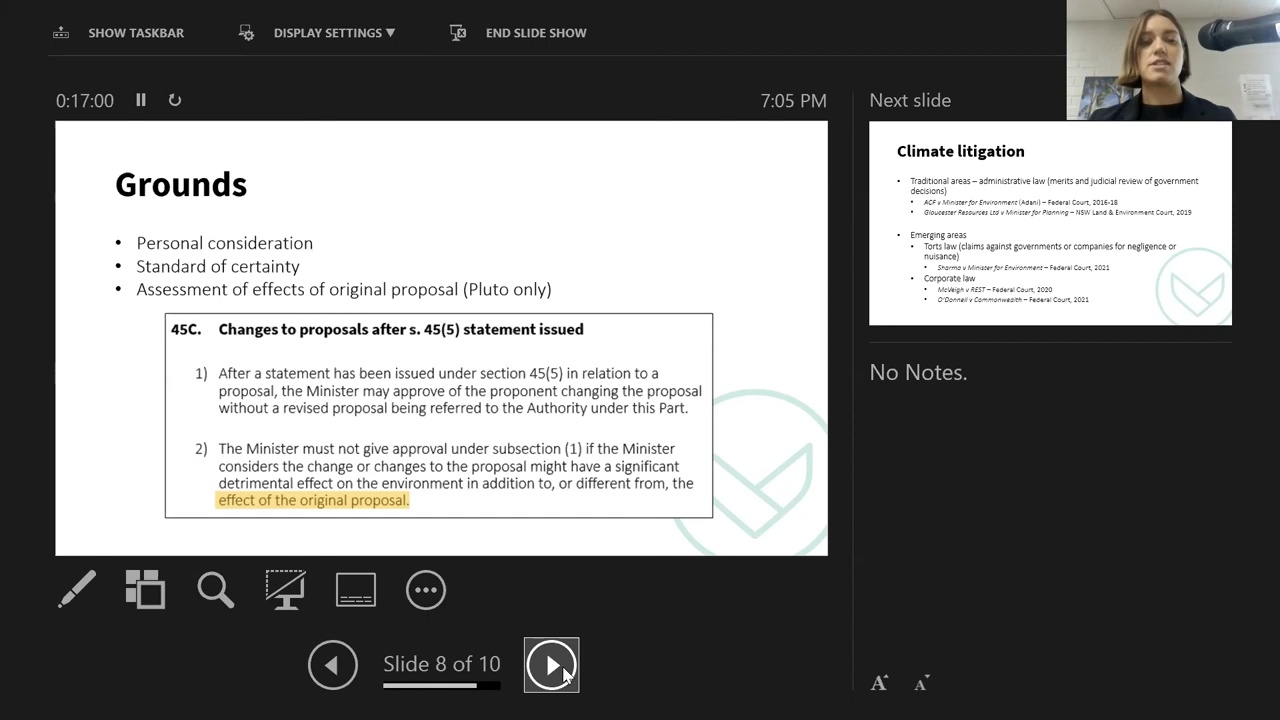 SHOW TASKBAR
DISPLAY SETTINGS ▼
END SLIDE SHOW
0:17:00
7:05 PM
Grounds
• Personal consideration
• Standard of certainty
• Assessment of effects of original proposal (Pluto only)
45C. Changes to proposals after s. 45(5) statement issued
1) After a statement has been issued under section 45(5) in relation to a
proposal, the Minister may approve of the proponent changing the proposal
without a revised proposal being referred to the Authority under this Part.
2) The Minister must not give approval under subsection (1) if the Minister
considers the change or changes to the proposal might have a significant
detrimental effect on the environment in addition to, or different from, the
effect of the original proposal.
Slide 8 of 10
Next slide
Climate litigation
• Traditional areas – administrative law (merits and judicial review of government
decisions)
• ACF v Minister for Environment (Adani) – Federal Court, 2016-18
• Gloucester Resources Ltd v Minister for Planning – NSW Land & Environment Court, 2019
• Emerging areas
• Torts law (claims against governments or companies for negligence or
nuisance)
• Sharma v Minister for Environment – Federal Court, 2021
• Corporate law
• McVeigh v REST – Federal Court, 2020
• O'Donnell v Commonwealth – Federal Court, 2021
No Notes.
A A